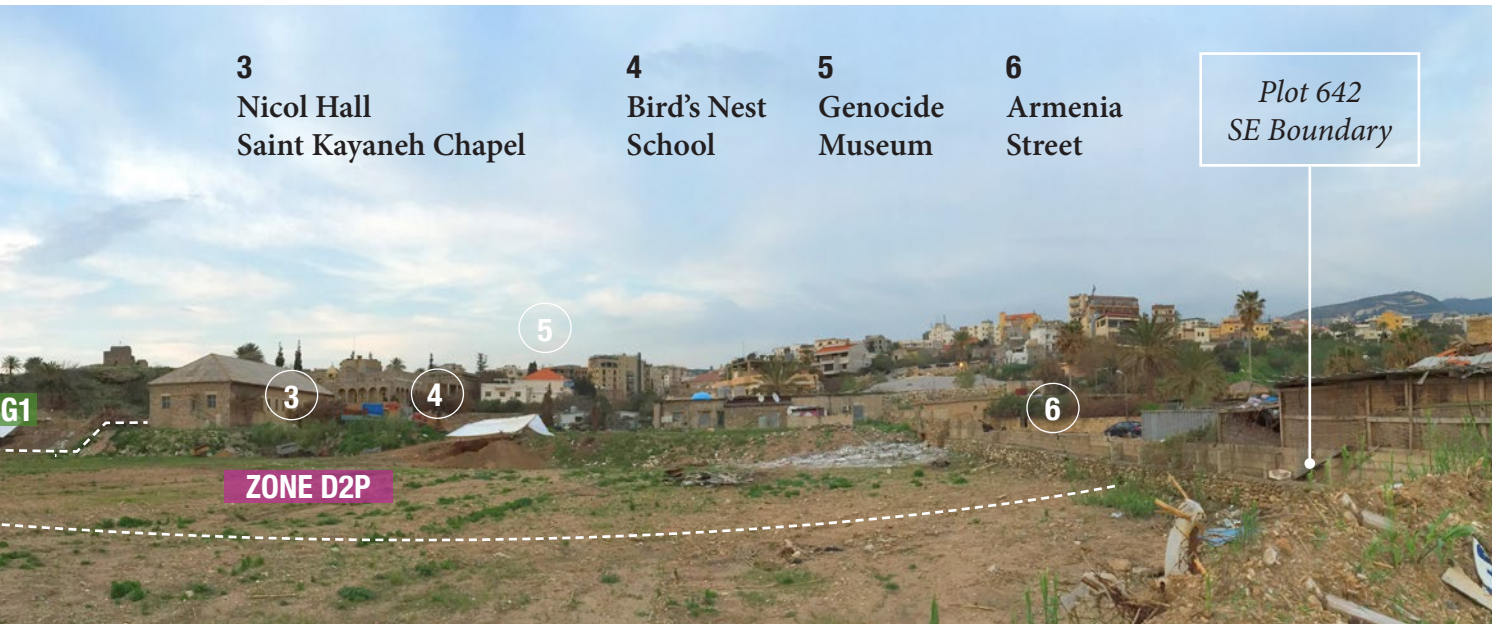 3
Nicol Hall
Saint Kayaneh Chapel
4
Bird's Nest
School
5
Genocide
Museum
6
Armenia
Street
Plot 642
SE Boundary
5
3
4
6
G1
ZONE D2P